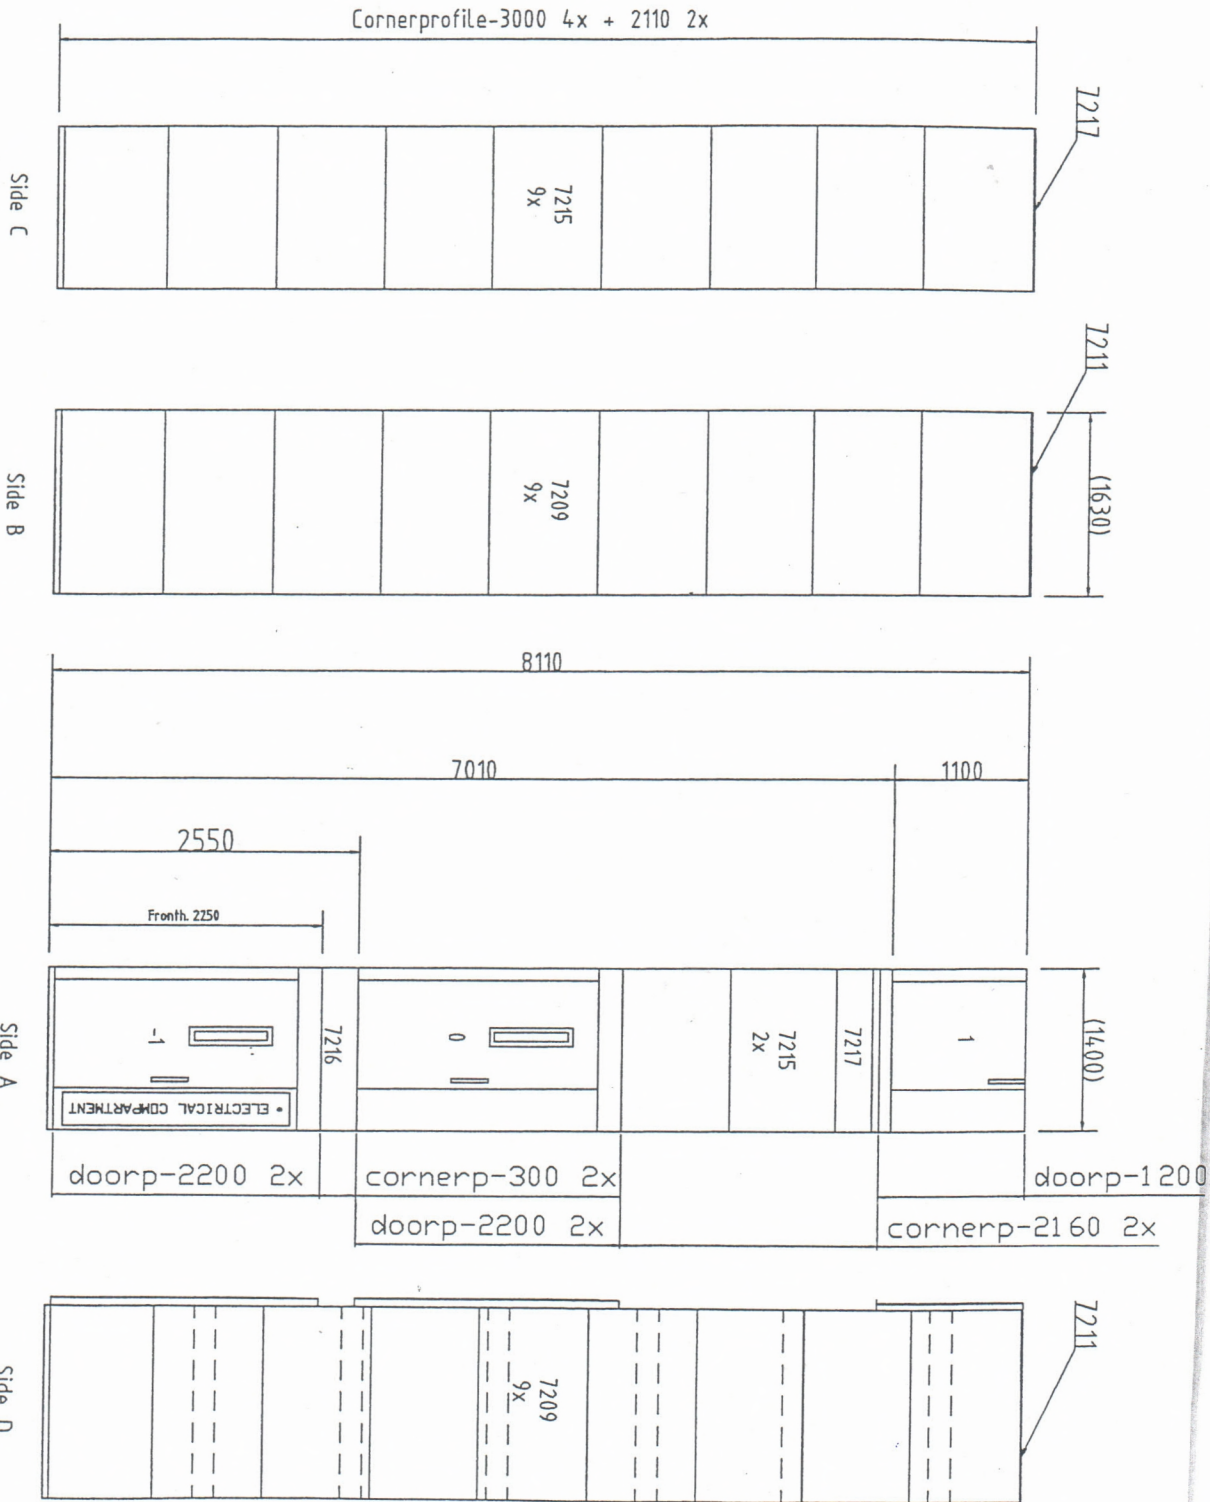 Cornerprofile-3000 4x + 2110 2x
7217
7215
9x
Side C
7211
(1630)
7209
9x
Side B
8110
7010
1100
2550
Fronth. 2250
(1400)
-1
7216
0
7215
2x
7217
1
• ELECTRICAL COMPARTMENT
Side A
doorp-2200 2x
cornerp-300 2x
doorp-1200
doorp-2200 2x
cornerp-2160 2x
7211
7209
9x
Side D